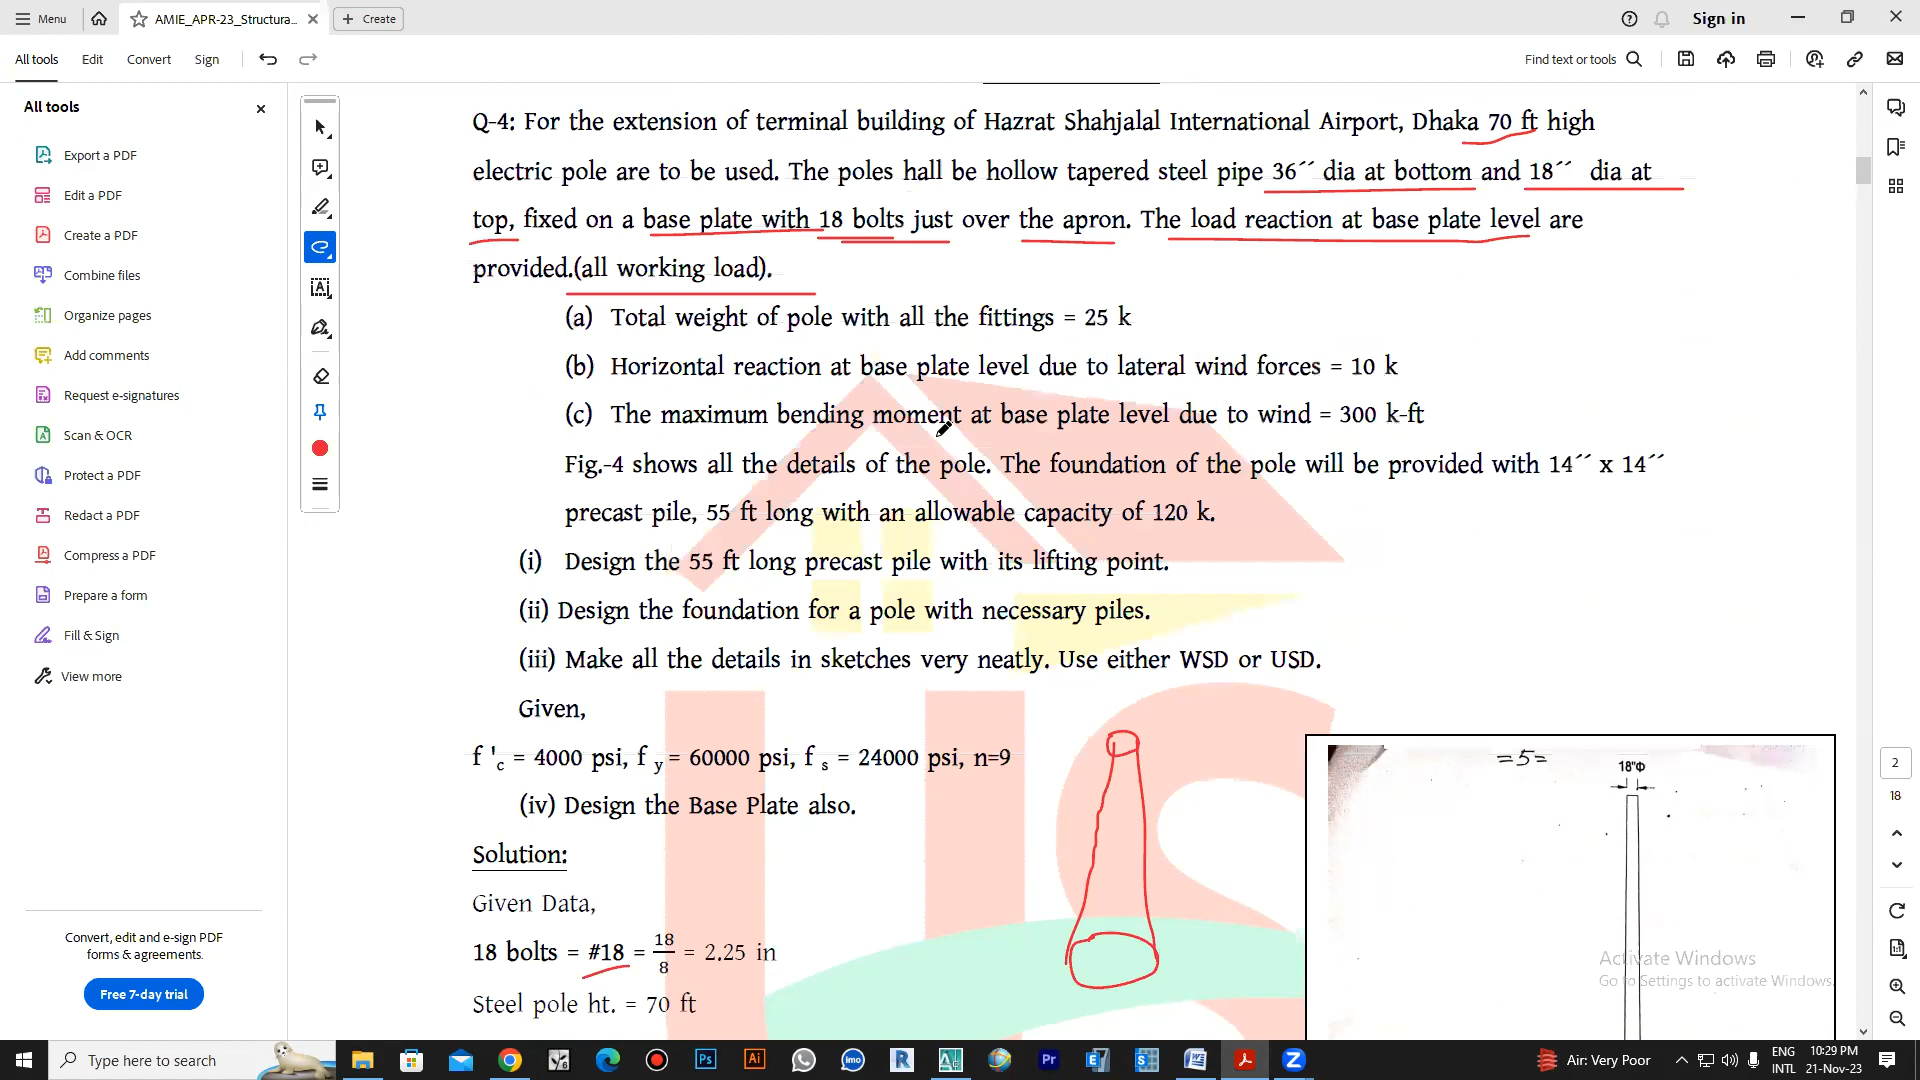 Menu
AMIE_APR-23_Structura...
Create
Sign in
All tools
Edit
Convert
Sign
Find text or tools
All tools
Export a PDF
Edit a PDF
Create a PDF
Combine files
Organize pages
Add comments
Request e-signatures
Scan & OCR
Protect a PDF
Redact a PDF
Compress a PDF
Prepare a form
Fill & Sign
View more
Convert, edit and e-sign PDF
forms & agreements.
Free 7-day trial
Q-4: For the extension of terminal building of Hazrat Shahjalal International Airport, Dhaka 70 ft high
electric pole are to be used. The poles hall be hollow tapered steel pipe 36´´ dia at bottom and 18´´ dia at
top, fixed on a base plate with 18 bolts just over the apron. The load reaction at base plate level are
provided.(all working load).
(a) Total weight of pole with all the fittings = 25 k
(b) Horizontal reaction at base plate level due to lateral wind forces = 10 k
(c) The maximum bending moment at base plate level due to wind = 300 k-ft
Fig.-4 shows all the details of the pole. The foundation of the pole will be provided with 14´´ x 14´´
precast pile, 55 ft long with an allowable capacity of 120 k.
(i) Design the 55 ft long precast pile with its lifting point.
(ii) Design the foundation for a pole with necessary piles.
(iii) Make all the details in sketches very neatly. Use either WSD or USD.
Given,
f 'c = 4000 psi, f y = 60000 psi, f s = 24000 psi, n=9
(iv) Design the Base Plate also.
Solution:
Given Data,
18 bolts = #18 = 18/8 = 2.25 in
Steel pole ht. = 70 ft
=5=
18"Φ
Activate Windows
Go to Settings to activate Windows.
2
18
Type here to search
Air: Very Poor
ENG
INTL
10:29 PM
21-Nov-23